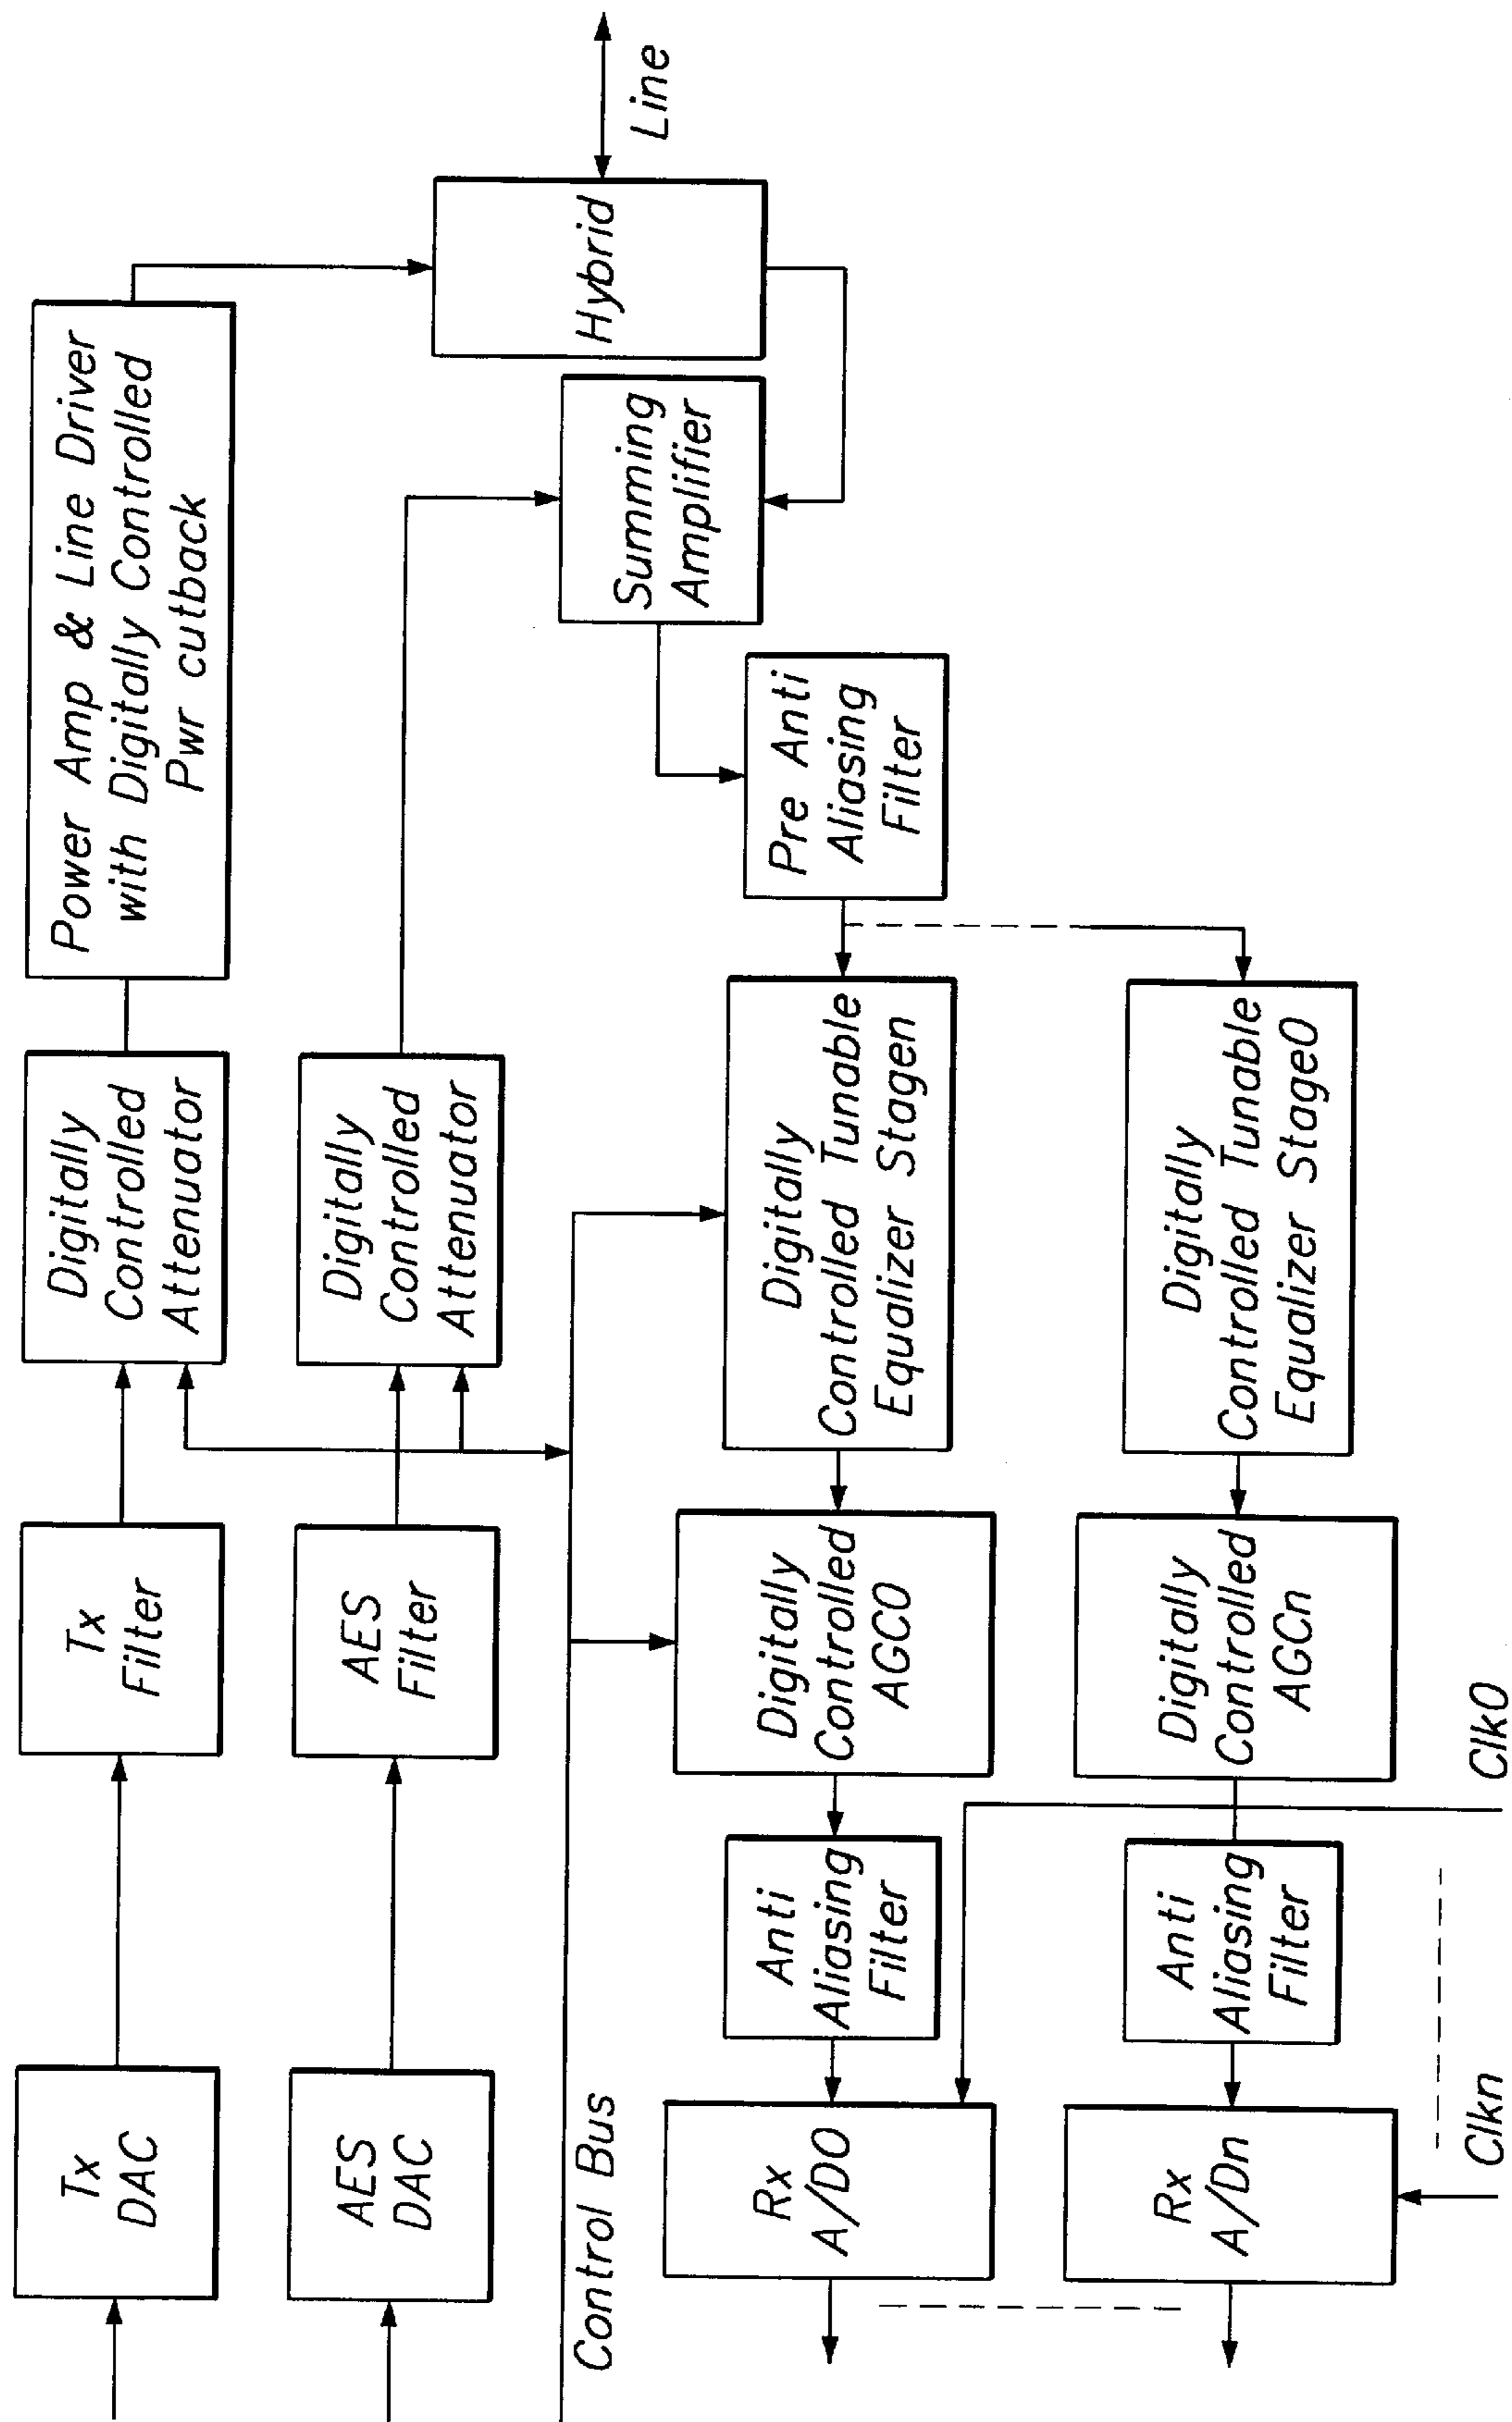 Tx
DAC
Tx
Filter
Digitally
Controlled
Attenuator
Power Amp & Line Driver
with Digitally Controlled
Pwr cutback
AES
DAC
AES
Filter
Digitally
Controlled
Attenuator
Hybrid
Line
Summing
Amplifier
Control Bus
Pre Anti
Aliasing
Filter
Rx
A/D0
Anti
Aliasing
Filter
Digitally
Controlled
AGC0
Digitally
Controlled Tunable
Equalizer Stagen
Rx
A/Dn
Anti
Aliasing
Filter
Digitally
Controlled
AGCn
Digitally
Controlled Tunable
Equalizer Stage0
Clkn
Clk0